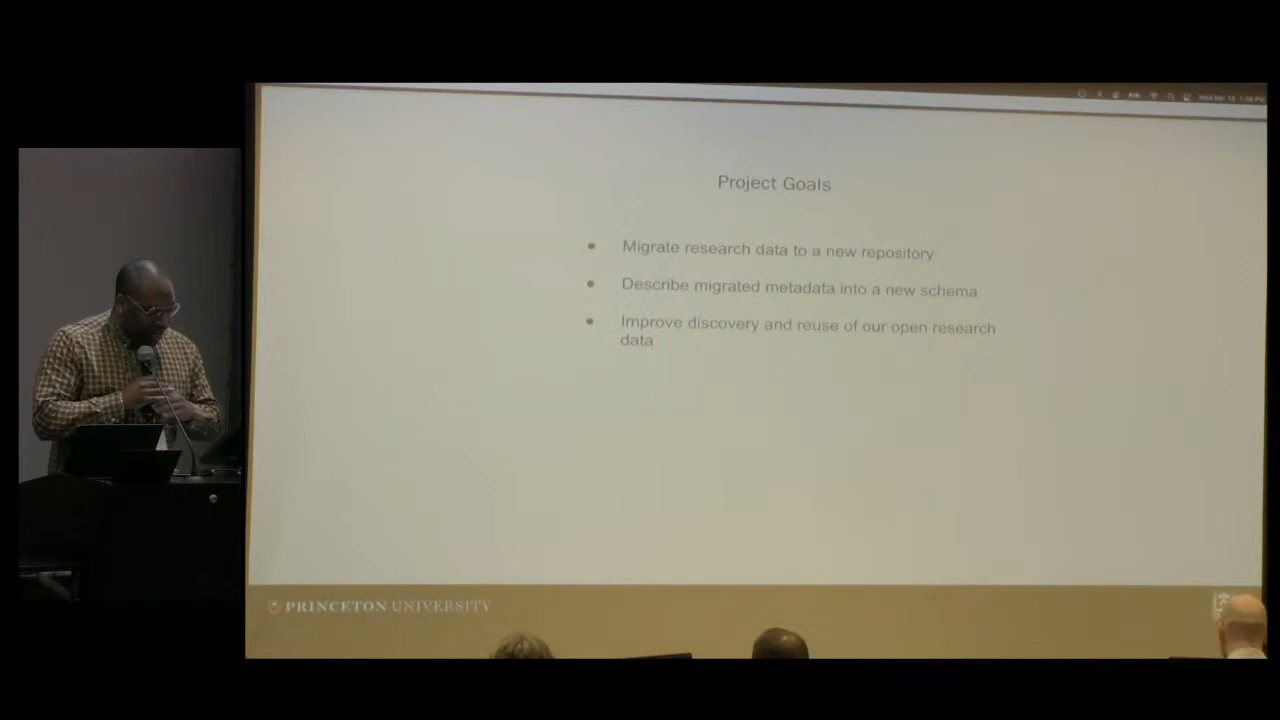 Project Goals
Migrate research data to a new repository
Describe migrated metadata into a new schema
Improve discovery and reuse of our open research
data
PRINCETON UNIVERSITY